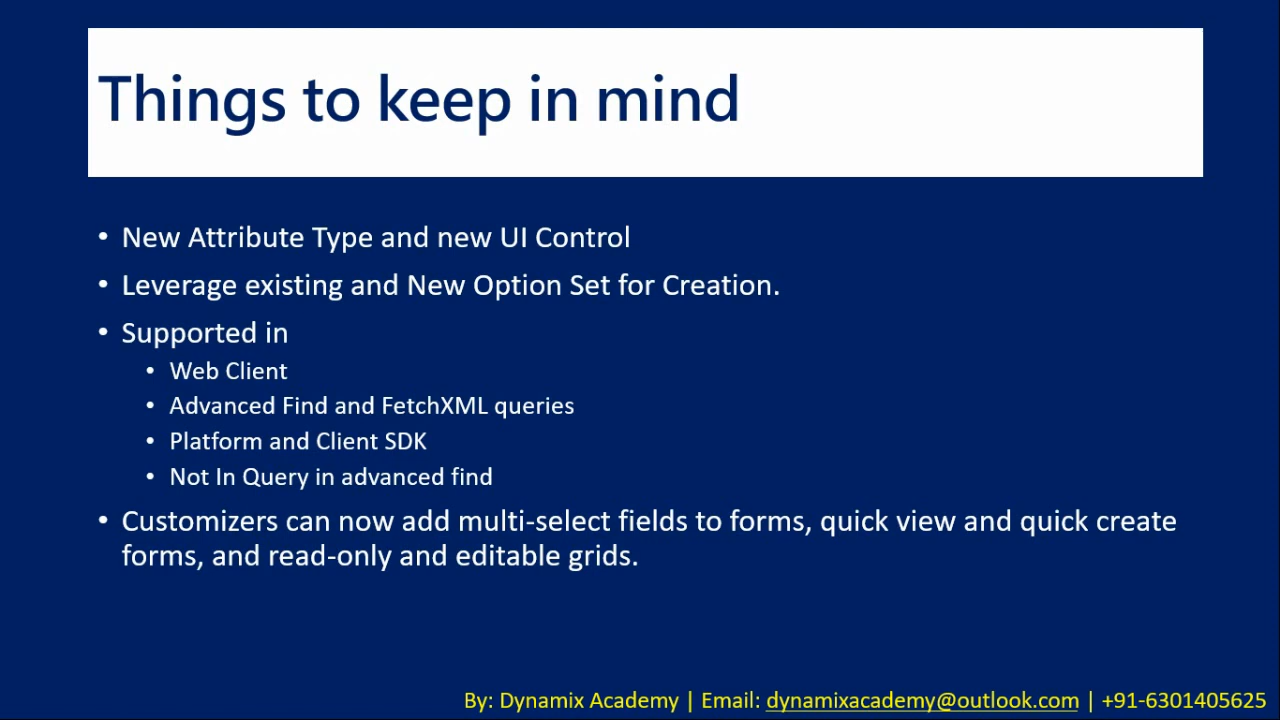 Things to keep in mind
• New Attribute Type and new UI Control
• Leverage existing and New Option Set for Creation.
• Supported in
• Web Client
• Advanced Find and FetchXML queries
• Platform and Client SDK
• Not In Query in advanced find
• Customizers can now add multi-select fields to forms, quick view and quick create
forms, and read-only and editable grids.
By: Dynamix Academy | Email: dynamixacademy@outlook.com | +91-6301405625